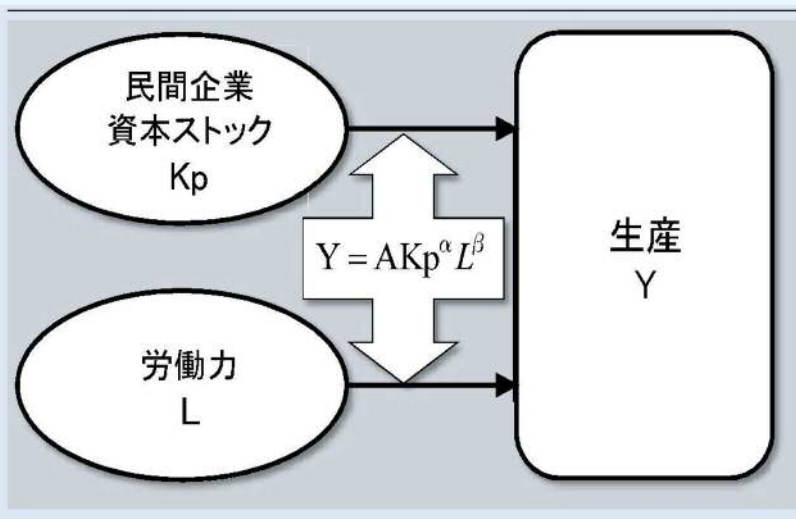 民間企業
資本ストック
Kp
Y = AKp^α L^β
労働力
L
生産
Y